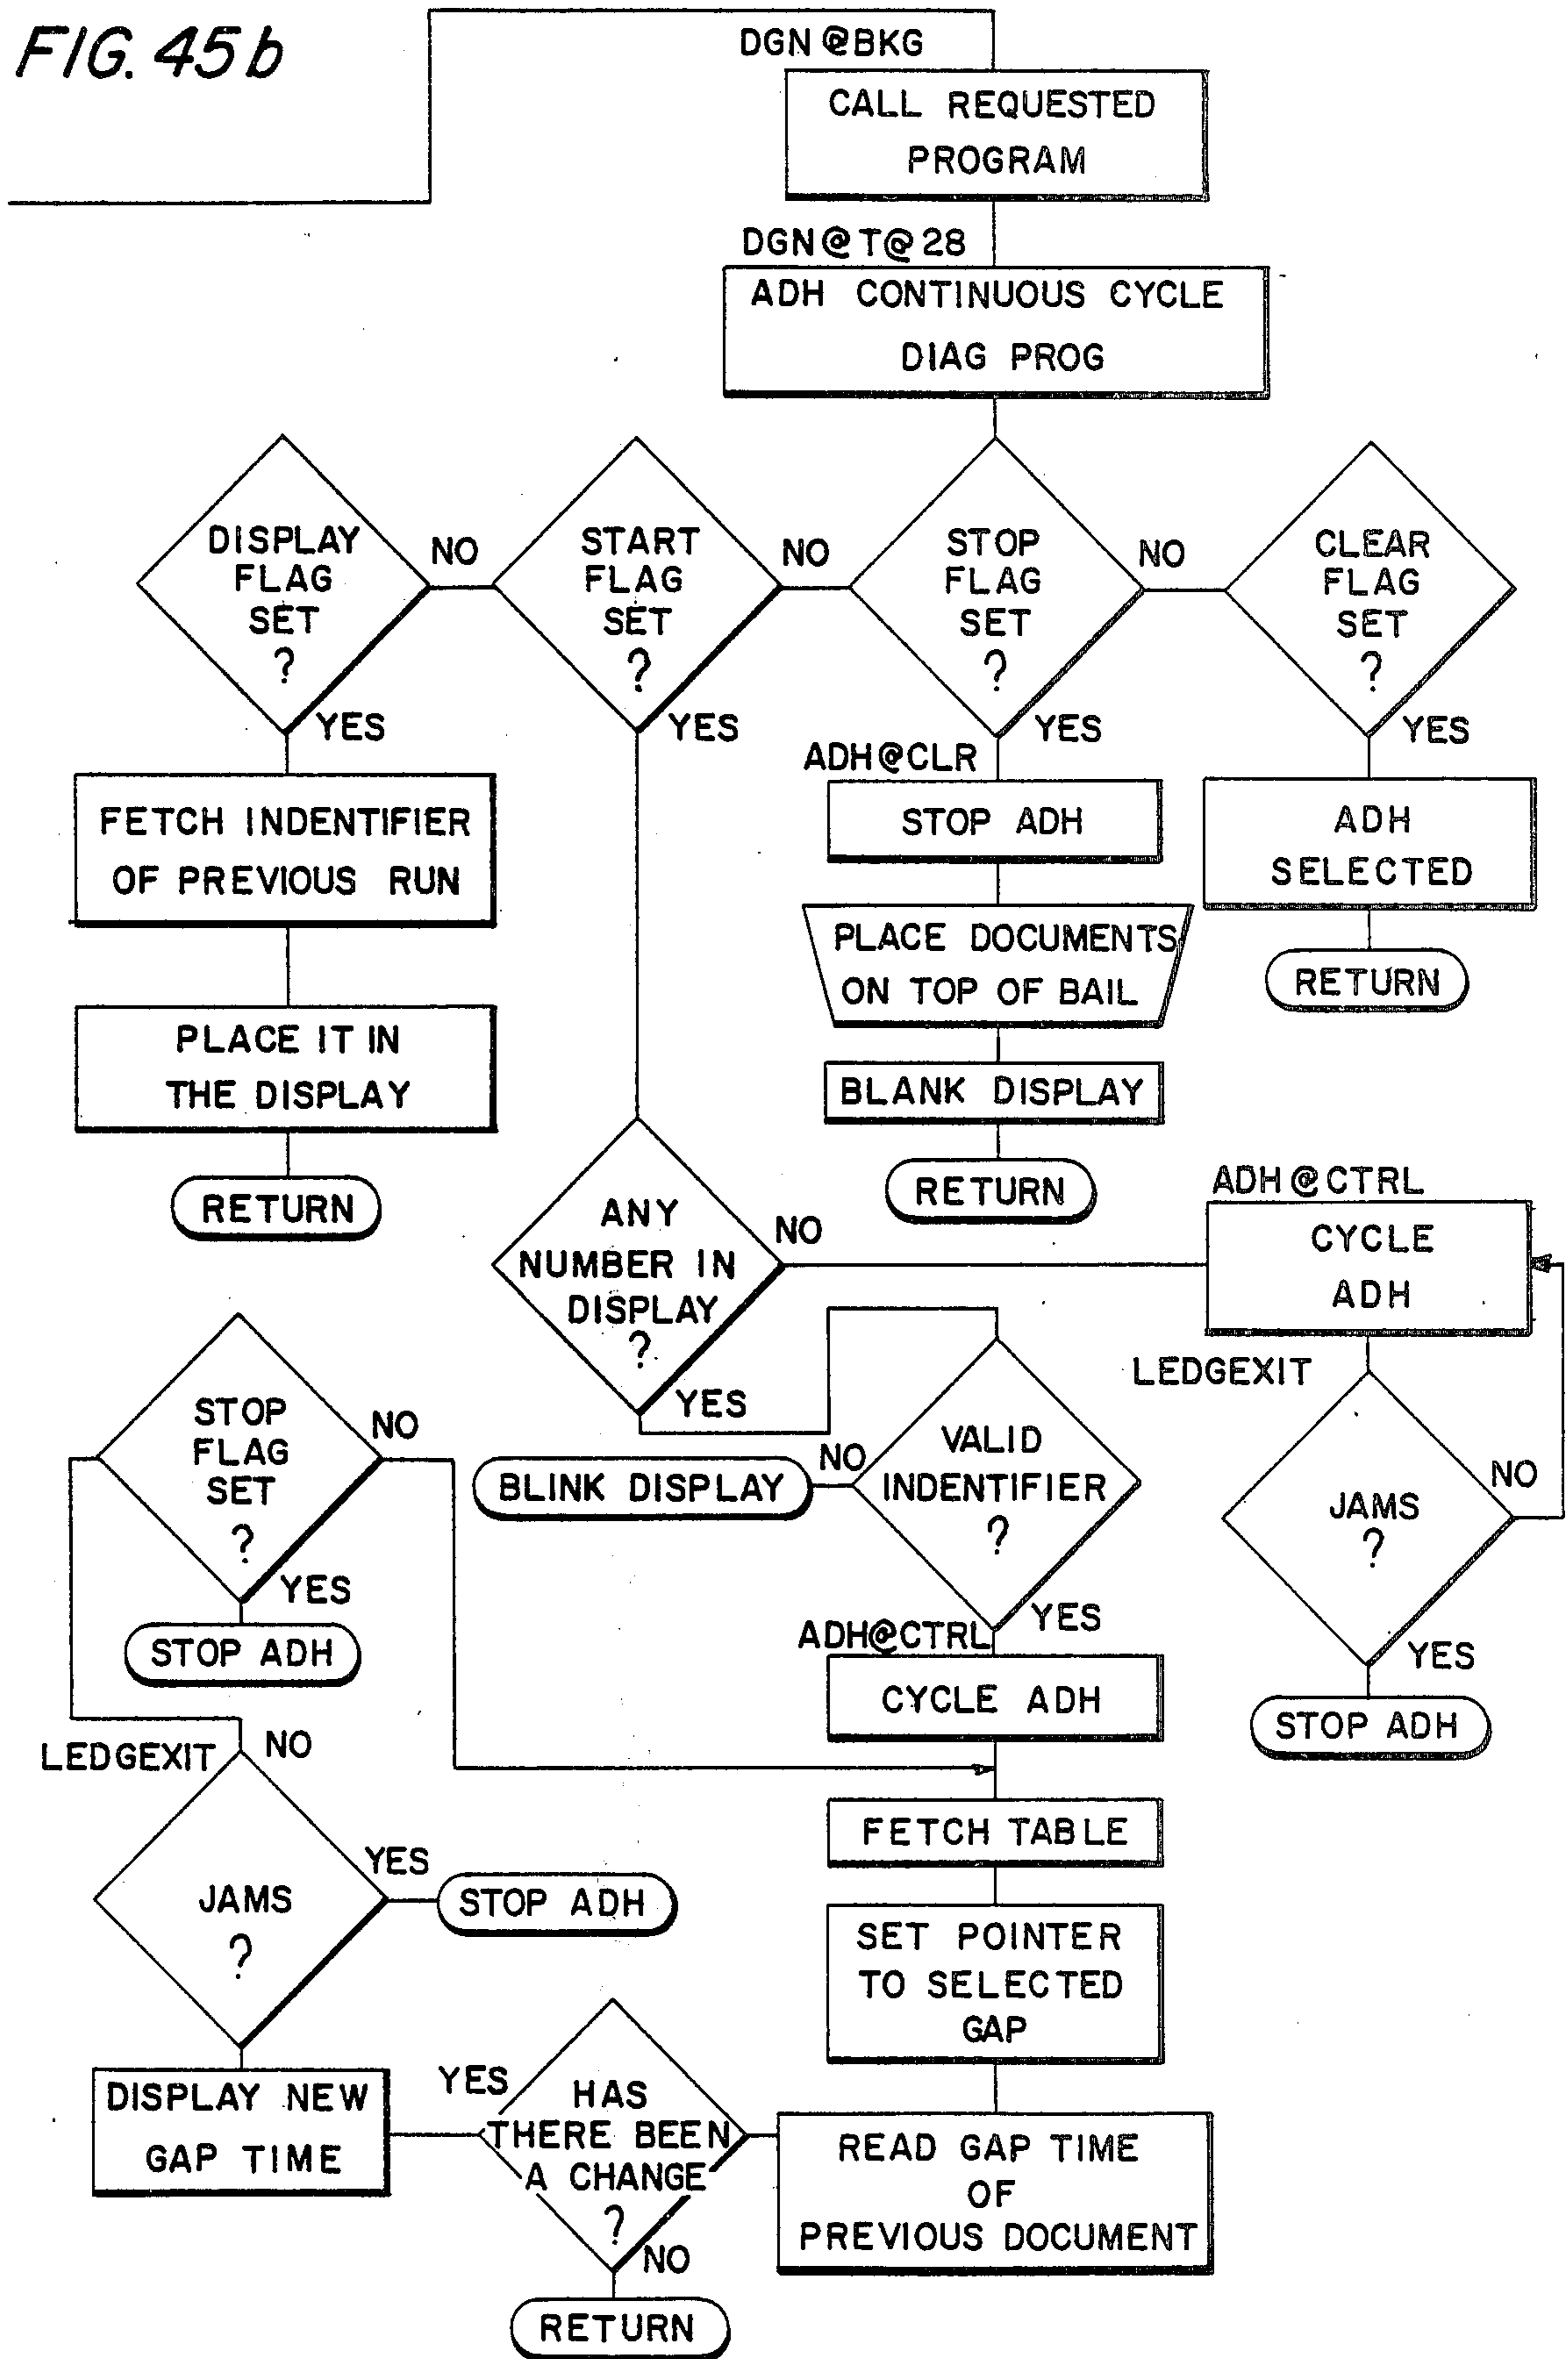 FIG. 45b
DGN @BKG
CALL REQUESTED
PROGRAM
DGN@T@28
ADH CONTINUOUS CYCLE
DIAG PROG
DISPLAY
FLAG
SET
?
NO
YES
START
FLAG
SET
?
NO
YES
STOP
FLAG
SET
?
NO
YES
CLEAR
FLAG
SET
?
YES
FETCH INDENTIFIER
OF PREVIOUS RUN
PLACE IT IN
THE DISPLAY
RETURN
ADH@CLR
STOP ADH
PLACE DOCUMENTS
ON TOP OF BAIL
BLANK DISPLAY
RETURN
ADH
SELECTED
RETURN
ANY
NUMBER IN
DISPLAY
?
NO
YES
ADH@CTRL
CYCLE
ADH
LEDGEXIT
JAMS
?
NO
YES
STOP ADH
VALID
INDENTIFIER
?
NO
BLINK DISPLAY
YES
ADH@CTRL
CYCLE ADH
FETCH TABLE
SET POINTER
TO SELECTED
GAP
READ GAP TIME
OF
PREVIOUS DOCUMENT
HAS
THERE BEEN
A CHANGE
?
YES
NO
RETURN
DISPLAY NEW
GAP TIME
JAMS
?
YES
STOP ADH
LEDGEXIT
NO
STOP
FLAG
SET
?
NO
YES
STOP ADH